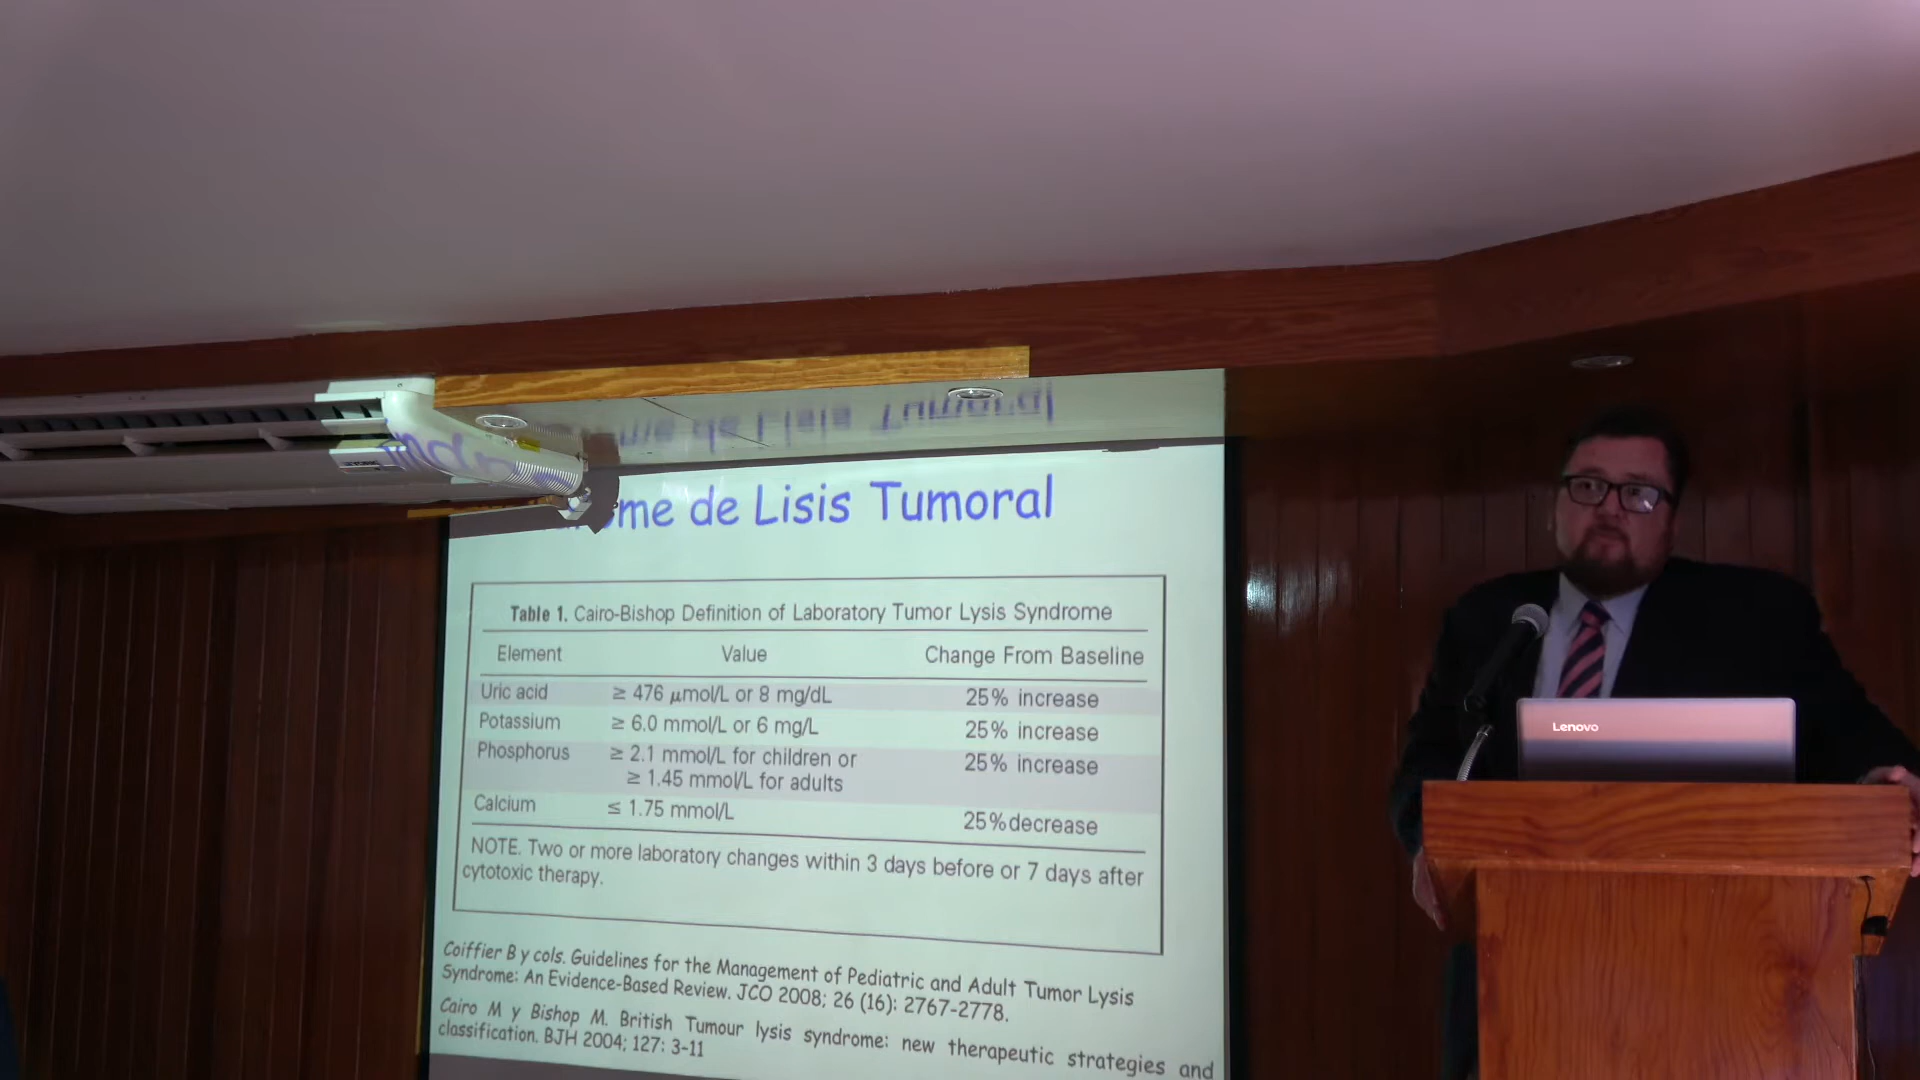 ome de Lisis Tumoral
Table 1. Cairo-Bishop Definition of Laboratory Tumor Lysis Syndrome
Element Value Change From Baseline
Uric acid ≥ 476 μmol/L or 8 mg/dL 25% increase
Potassium ≥ 6.0 mmol/L or 6 mg/L 25% increase
Phosphorus ≥ 2.1 mmol/L for children or 25% increase
≥ 1.45 mmol/L for adults
Calcium ≤ 1.75 mmol/L 25%decrease
NOTE. Two or more laboratory changes within 3 days before or 7 days after
cytotoxic therapy.
Coiffier B y cols. Guidelines for the Management of Pediatric and Adult Tumor Lysis
Syndrome: An Evidence-Based Review. JCO 2008; 26 (16): 2767-2778.
Cairo M y Bishop M. British Tumour lysis syndrome: new therapeutic strategies and
classification. BJH 2004; 127: 3-11
Lenovo